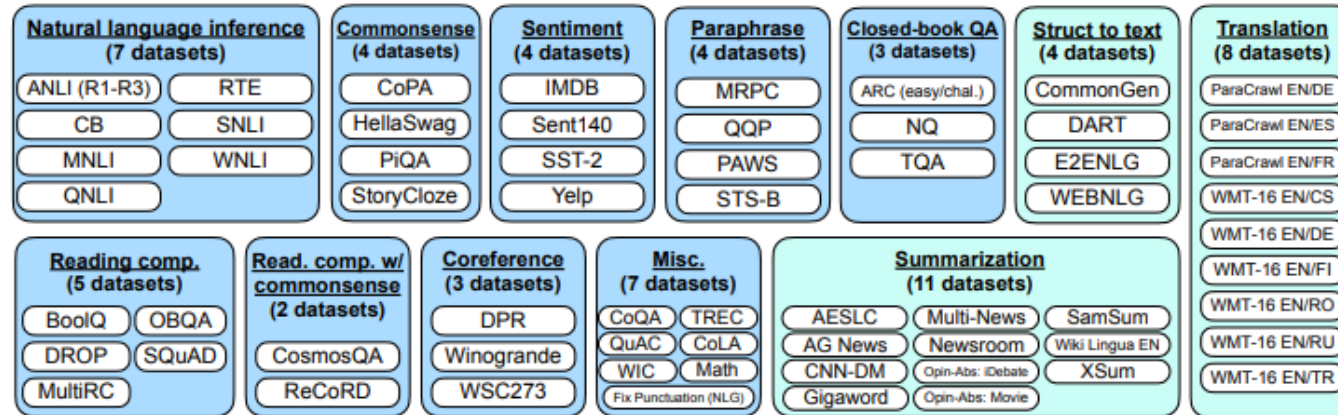 Natural language inference
(7 datasets)
ANLI (R1-R3) RTE
CB SNLI
MNLI WNLI
QNLI
Commonsense
(4 datasets)
CoPA
HellaSwag
PiQA
StoryCloze
Sentiment
(4 datasets)
IMDB
Sent140
SST-2
Yelp
Paraphrase
(4 datasets)
MRPC
QQP
PAWS
STS-B
Closed-book QA
(3 datasets)
ARC (easy/chal.)
NQ
TQA
Struct to text
(4 datasets)
CommonGen
DART
E2ENLG
WEBNLG
Translation
(8 datasets)
ParaCrawl EN/DE
ParaCrawl EN/ES
ParaCrawl EN/FR
WMT-16 EN/CS
WMT-16 EN/DE
WMT-16 EN/FI
WMT-16 EN/RO
WMT-16 EN/RU
WMT-16 EN/TR
Reading comp.
(5 datasets)
BoolQ OBQA
DROP SQuAD
MultiRC
Read. comp. w/
commonsense
(2 datasets)
CosmosQA
ReCoRD
Coreference
(3 datasets)
DPR
Winogrande
WSC273
Misc.
(7 datasets)
CoQA TREC
QuAC CoLA
WIC Math
Fix Punctuation (NLG)
Summarization
(11 datasets)
AESLC Multi-News SamSum
AG News Newsroom Wiki Lingua EN
CNN-DM Opin-Abs: iDebate XSum
Gigaword Opin-Abs: Movie